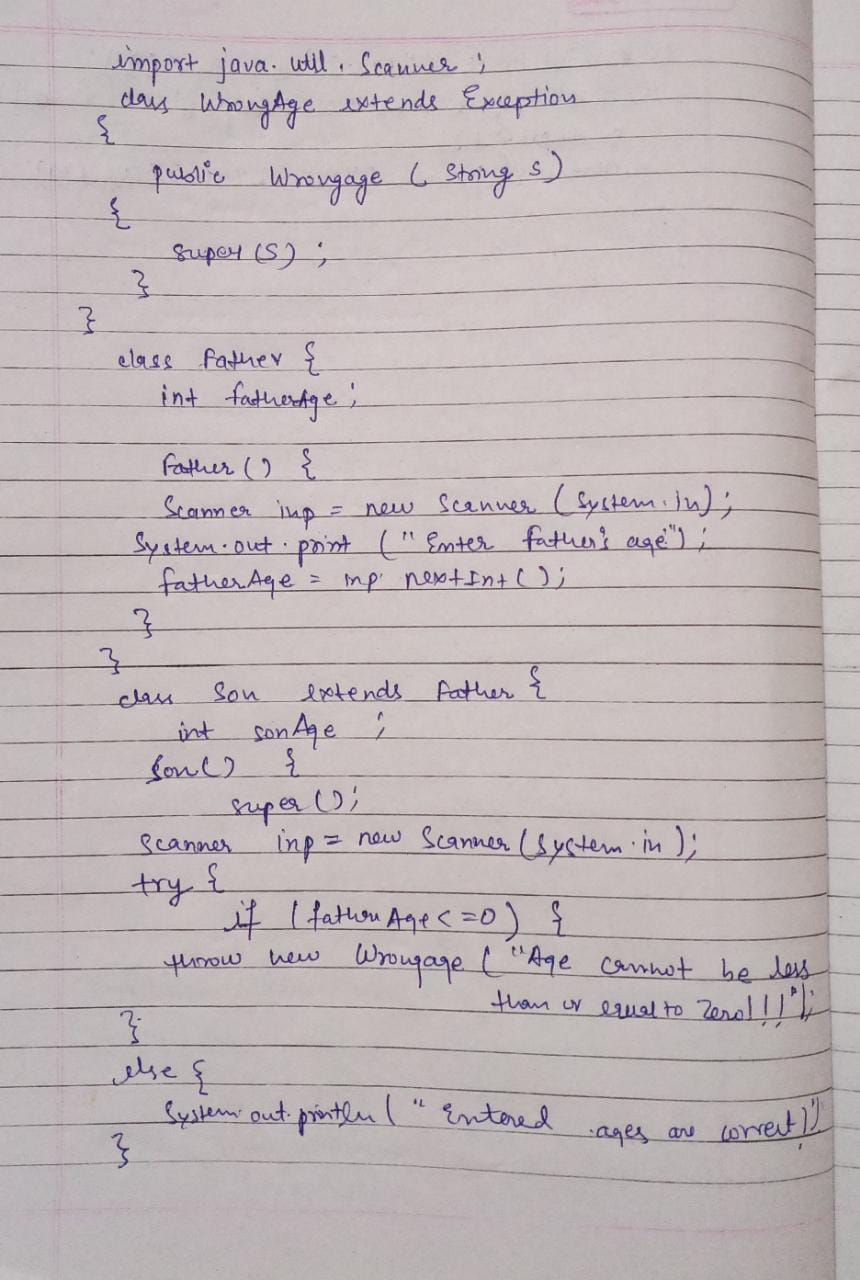 import java. util. Scanner ;
class WrongAge extends Exception
{
public Wrongage ( String s)
{
super (S) ;
}
}
class Father {
int fatherAge ;
Father () {
Scanner inp = new Scanner (System.in);
System.out.print ("Enter father's age");
fatherAge = inp. nextInt();
}
}
class Son extends Father {
int sonAge ;
Son() {
super ();
Scanner inp = new Scanner (System.in);
try {
if (fatherAge <=0) {
throw new Wrongage ("Age cannot be less
than or equal to Zero!!!");
}
else {
System.out.println ("Entered ages are correct!")
}